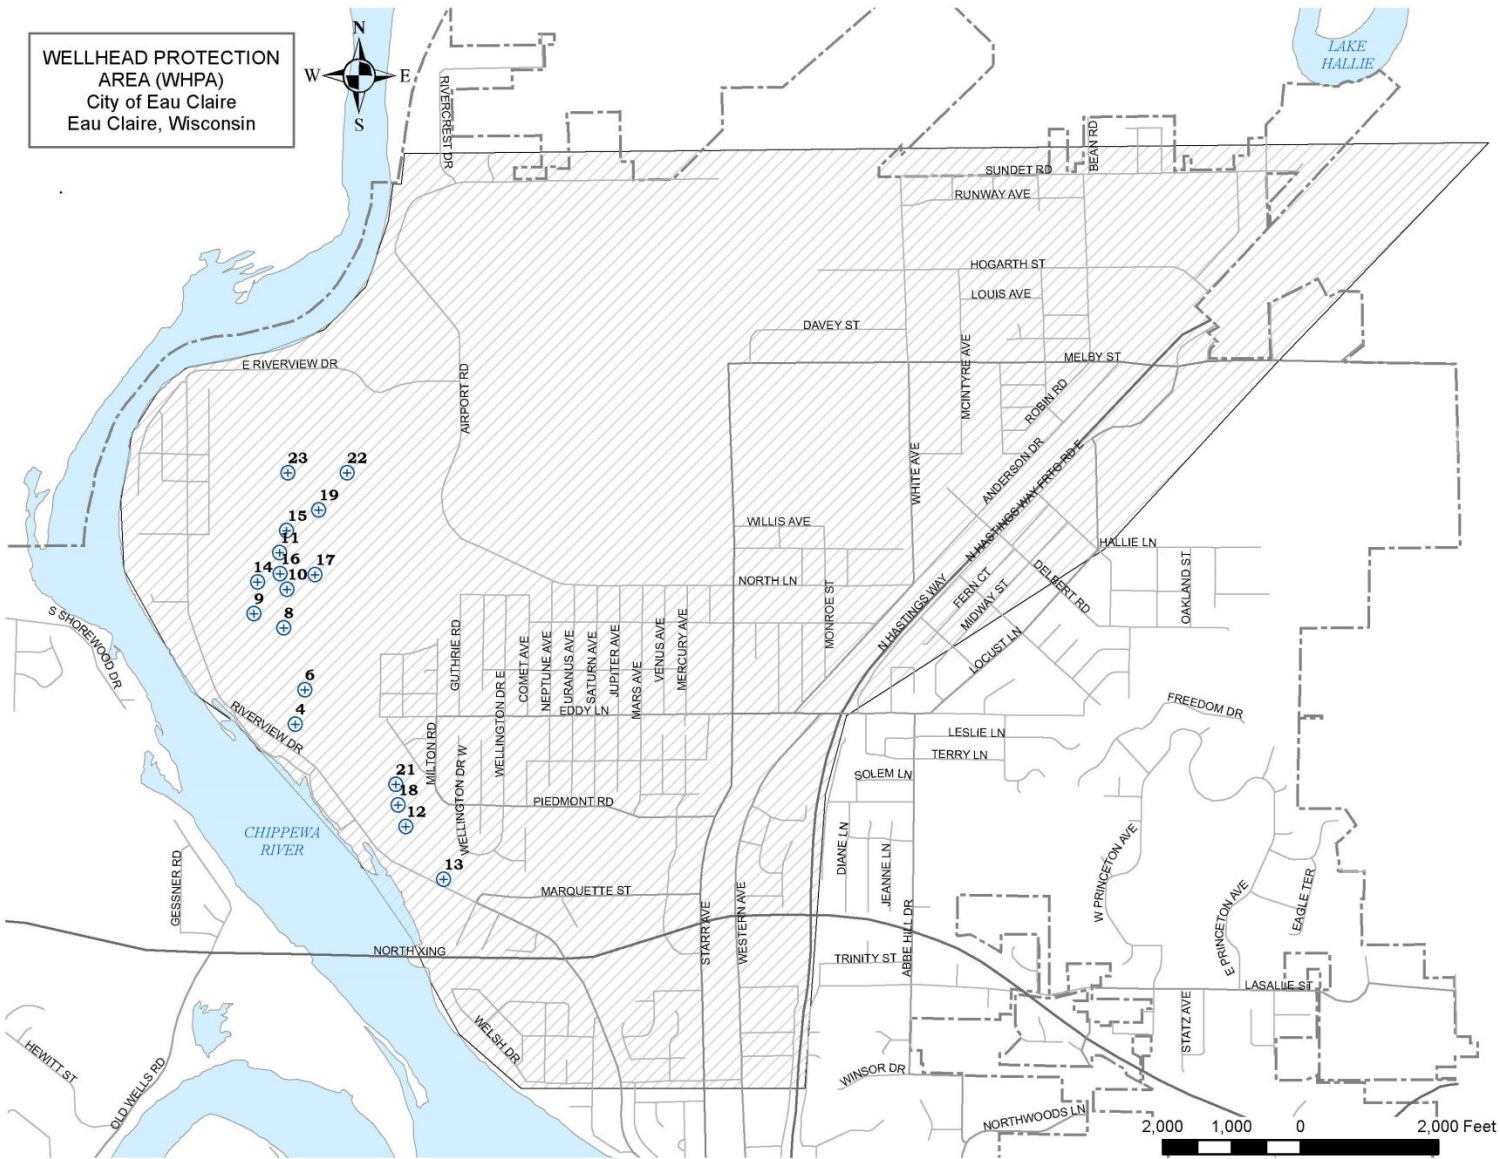 WELLHEAD PROTECTION
AREA (WHPA)
City of Eau Claire
Eau Claire, Wisconsin
N
W
E
S
LAKE
HALLIE
RIVERCREST DR
BEAN RD
SUNDET RD
RUNWAY AVE
HOGARTH ST
LOUIS AVE
DAVEY ST
MCINTYRE AVE
MELBY ST
E RIVERVIEW DR
AIRPORT RD
ROBIN RD
ANDERSON DR
N HASTINGS WAY FRTG RD E
WHITE AVE
23
22
19
15
11
16
17
14
10
9
8
6
4
WILLIS AVE
NORTH LN
MONROE ST
N HASTINGS WAY
HALLIE LN
DELBERT RD
OAKLAND ST
FERN CT
MIDWAY ST
LOCUST LN
S SHOREWOOD DR
RIVERVIEW DR
GUTHRIE RD
COMET AVE
NEPTUNE AVE
URANUS AVE
SATURN AVE
JUPITER AVE
MARS AVE
VENUS AVE
MERCURY AVE
EDDY LN
WELLINGTON DR E
MILTON RD
WELLINGTON DR W
21
18
12
13
PIEDMONT RD
FREEDOM DR
LESLIE LN
TERRY LN
SOLEM LN
DIANE LN
JEANNE LN
CHIPPEWA
RIVER
GESSNER RD
MARQUETTE ST
STARR AVE
WESTERN AVE
ABBE HILL DR
W PRINCETON AVE
E PRINCETON AVE
EAGLE TER
NORTH XING
TRINITY ST
LASALLE ST
STATZ AVE
WELSH DR
HEWITT ST
OLD WELLS RD
WINSOR DR
NORTHWOODS LN
2,000 1,000 0 2,000 Feet